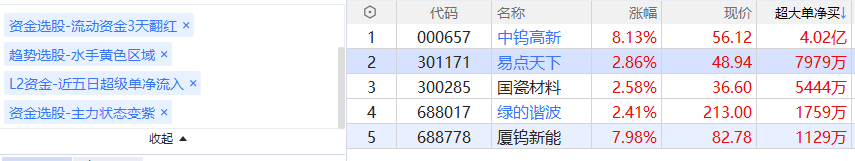 资金选股-流动资金3天翻红 ×
趋势选股-水手黄色区域 ×
L2资金-近五日超级单净流入 ×
资金选股-主力状态变紫 ×
收起 ▲
代码 名称 涨幅 现价 超大单净买↓
1 000657 中钨高新 8.13% 56.12 4.02亿
2 301171 易点天下 2.86% 48.94 7979万
3 300285 国瓷材料 2.58% 36.60 5444万
4 688017 绿的谐波 2.41% 213.00 1759万
5 688778 厦钨新能 7.98% 82.78 1129万